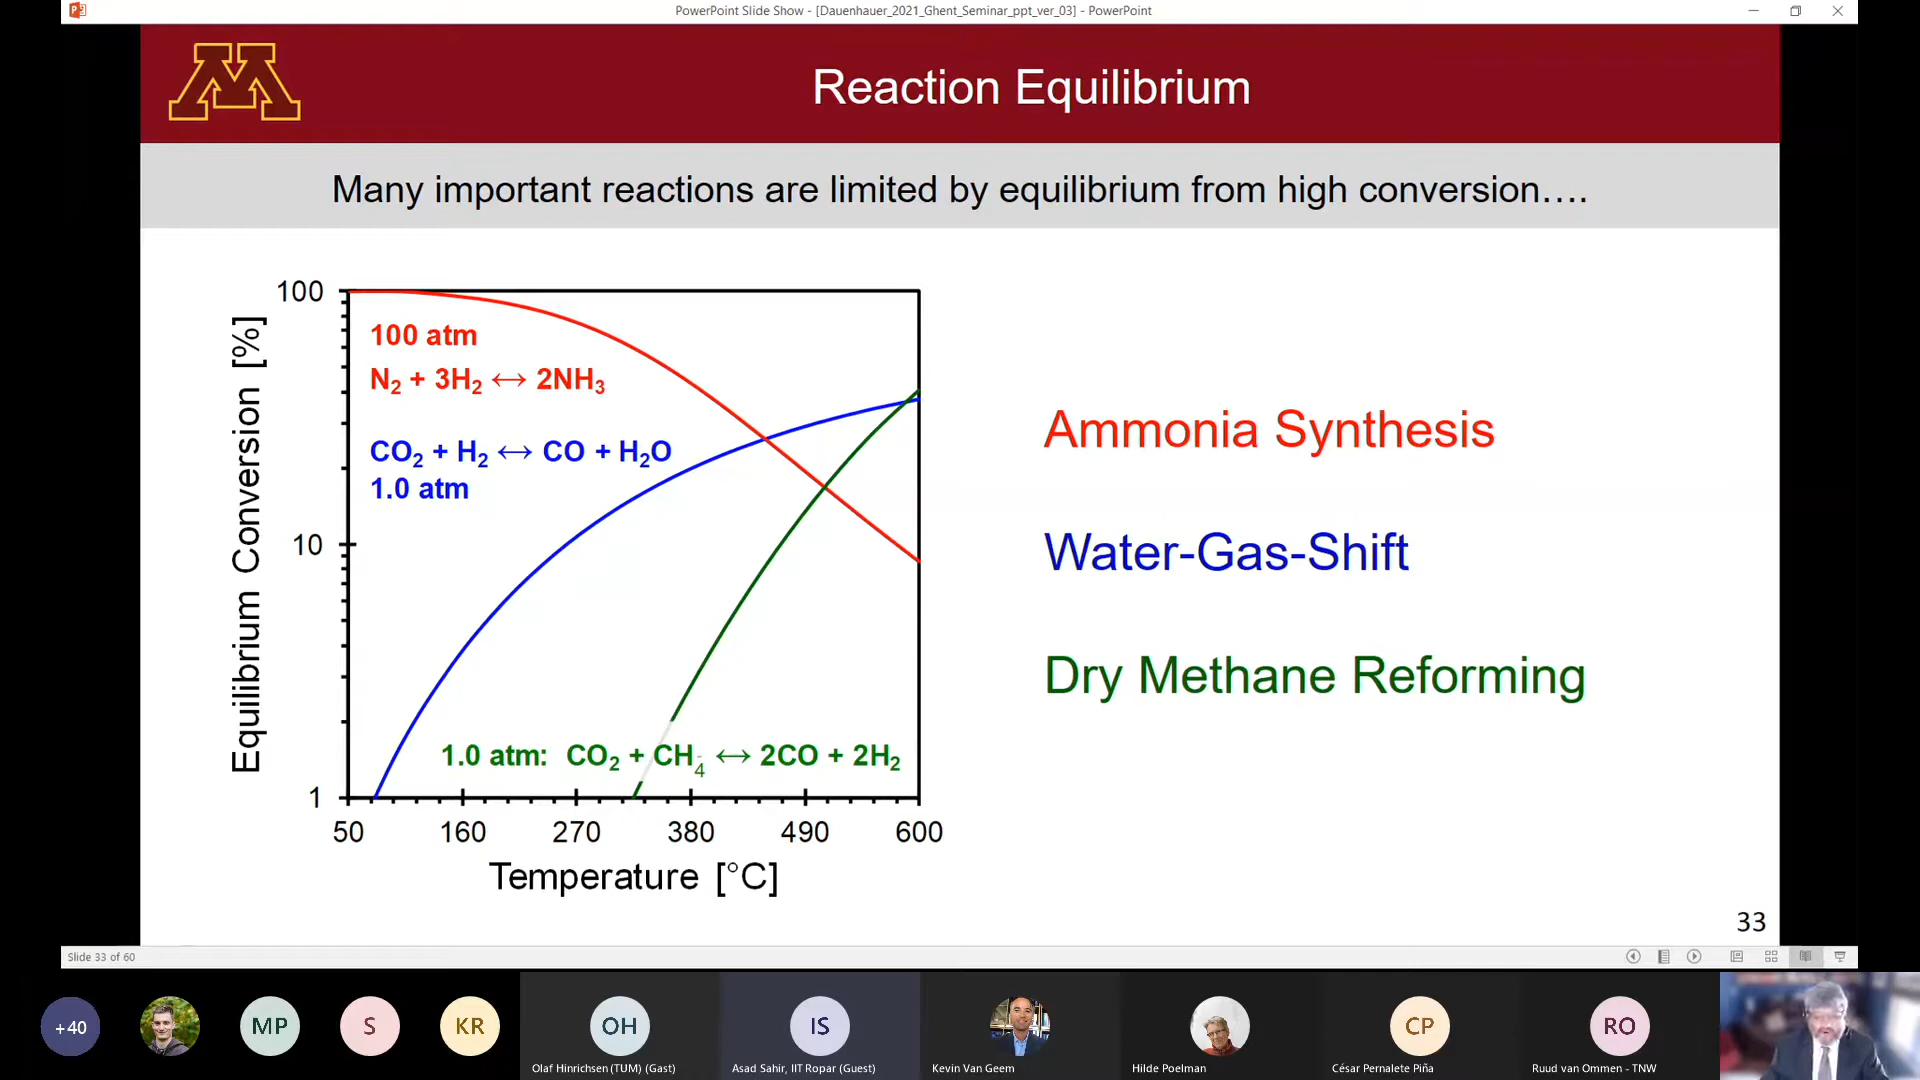 PowerPoint Slide Show - [Dauenhauer_2021_Ghent_Seminar_ppt_ver_03] - PowerPoint
M
Reaction Equilibrium
Many important reactions are limited by equilibrium from high conversion....
Equilibrium Conversion [%]
100
10
1
100 atm
N₂ + 3H₂ ↔ 2NH₃
CO₂ + H₂ ↔ CO + H₂O
1.0 atm
1.0 atm: CO₂ + CH₄ ↔ 2CO + 2H₂
50 160 270 380 490 600
Temperature [°C]
Ammonia Synthesis
Water-Gas-Shift
Dry Methane Reforming
33
Slide 33 of 60
+40
MP
S
KR
OH
IS
CP
RO
Olaf Hinrichsen (TUM) (Gast)
Asad Sahir, IIT Ropar (Guest)
Kevin Van Geem
Hilde Poelman
César Pernalete Piña
Ruud van Ommen - TNW